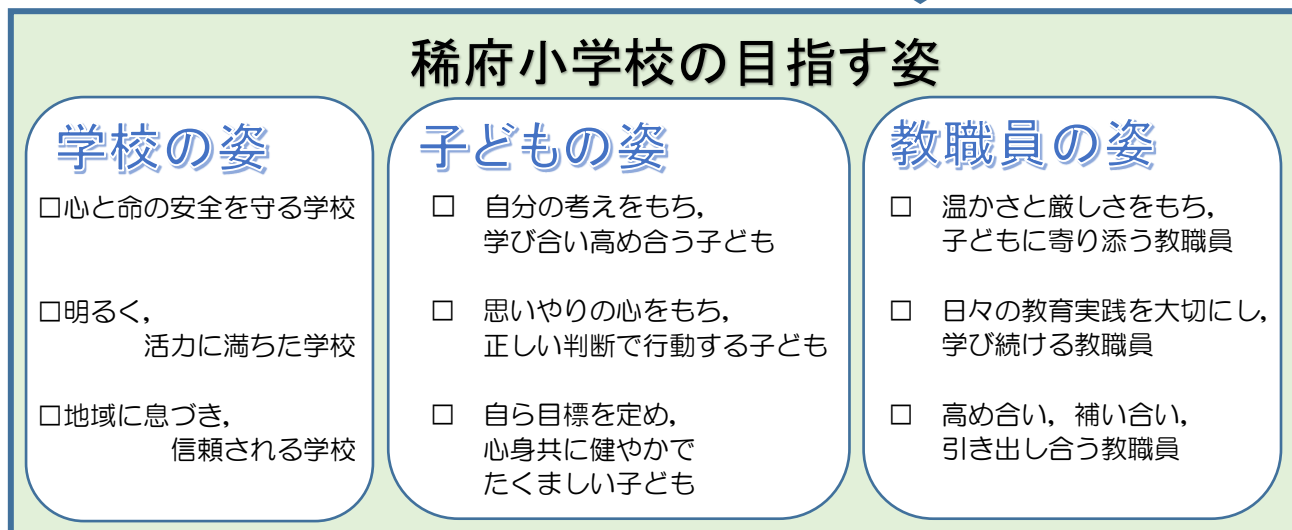 稀府小学校の目指す姿
学校の姿
□心と命の安全を守る学校
□明るく，
活力に満ちた学校
□地域に息づき，
信頼される学校
子どもの姿
□ 自分の考えをもち，
学び合い高め合う子ども
□ 思いやりの心をもち，
正しい判断で行動する子ども
□ 自ら目標を定め，
心身共に健やかで
たくましい子ども
教職員の姿
□ 温かさと厳しさをもち，
子どもに寄り添う教職員
□ 日々の教育実践を大切にし，
学び続ける教職員
□ 高め合い，補い合い，
引き出し合う教職員